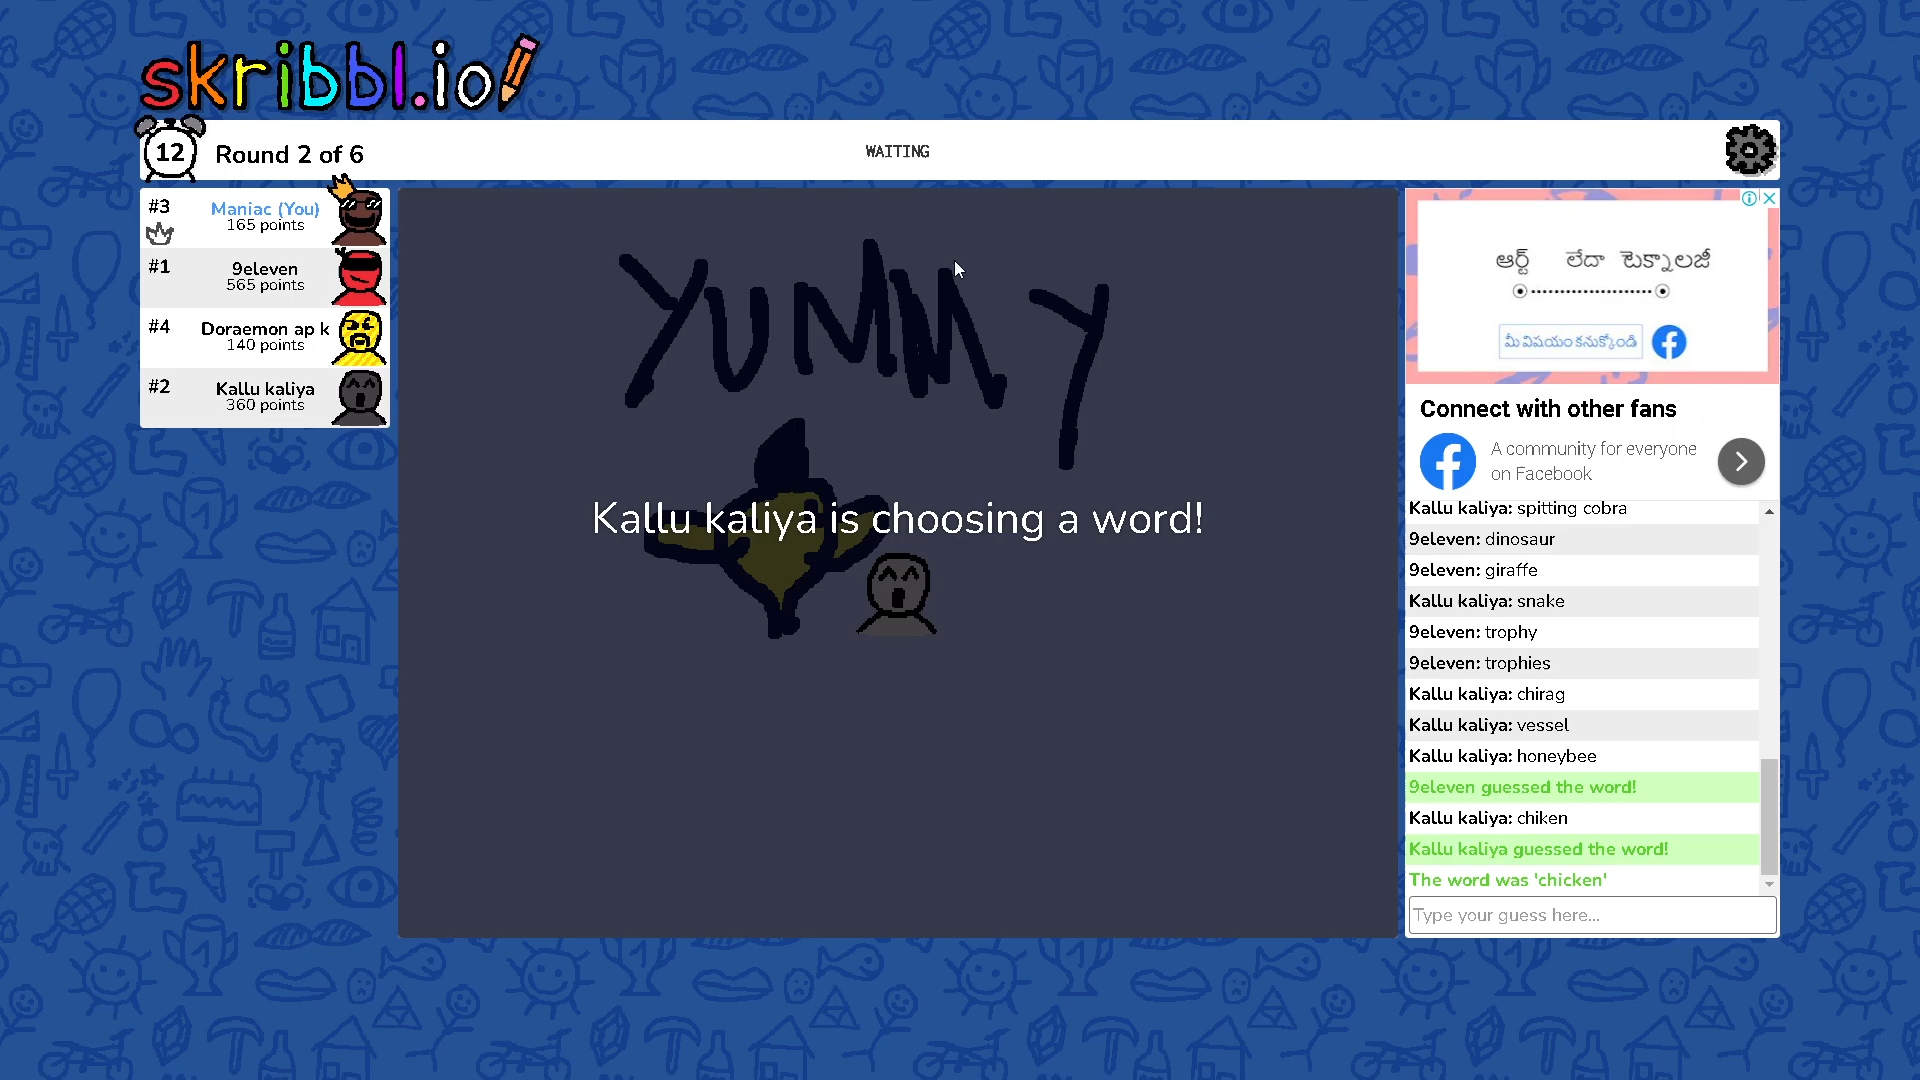 skribbl.io
12
Round 2 of 6
WAITING
#3
Maniac (You)
165 points
#1
9eleven
565 points
#4
Doraemon ap k
140 points
#2
Kallu kaliya
360 points
YUMMY
Kallu kaliya is choosing a word!
ఆర్ట్ లేదా టెక్నాలజీ
మీ విషయం కనుక్కోండి
Connect with other fans
A community for everyone
on Facebook
Kallu kaliya: spitting cobra
9eleven: dinosaur
9eleven: giraffe
Kallu kaliya: snake
9eleven: trophy
9eleven: trophies
Kallu kaliya: chirag
Kallu kaliya: vessel
Kallu kaliya: honeybee
9eleven guessed the word!
Kallu kaliya: chiken
Kallu kaliya guessed the word!
The word was 'chicken'
Type your guess here...